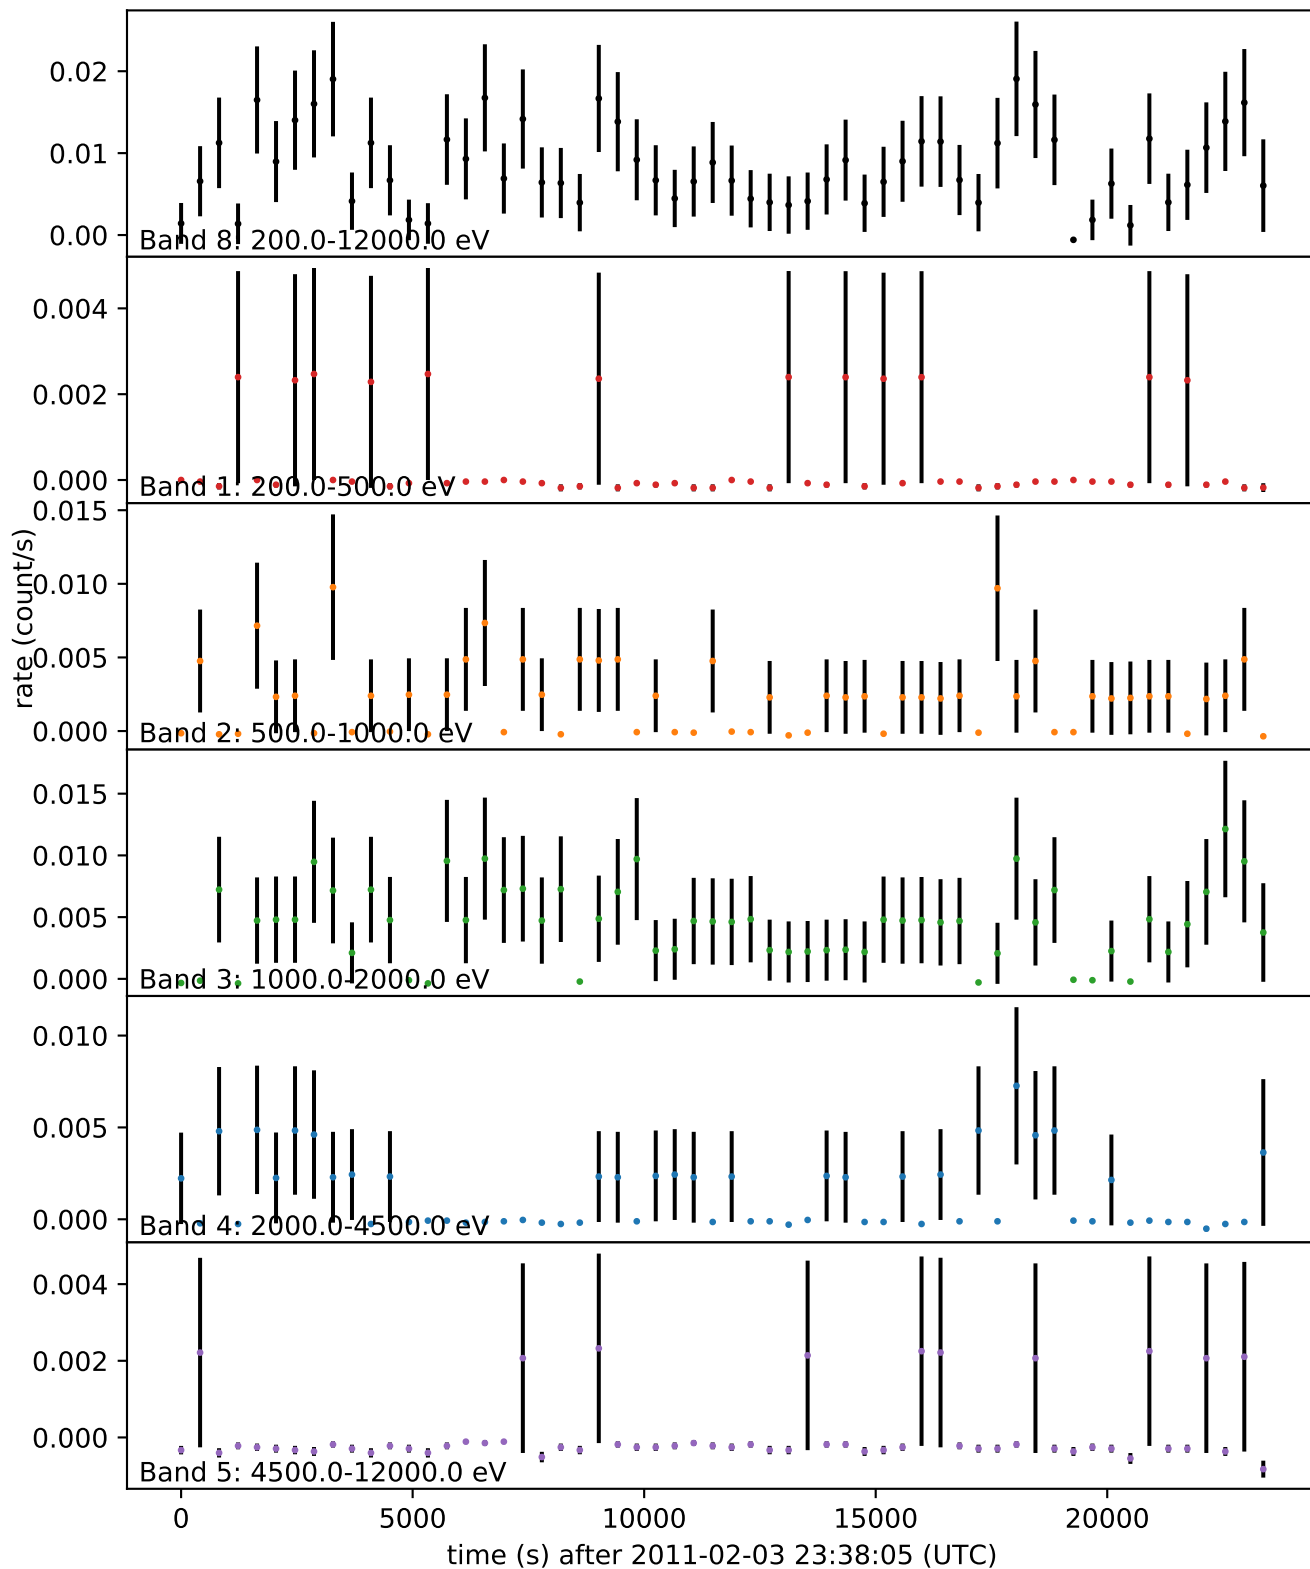 0.02
0.01
0.00
Band 8: 200.0-12000.0 eV
0.004
0.002
0.000
Band 1: 200.0-500.0 eV
rate (count/s)
0.015
0.010
0.005
0.000
Band 2: 500.0-1000.0 eV
0.015
0.010
0.005
0.000
Band 3: 1000.0-2000.0 eV
0.010
0.005
0.000
Band 4: 2000.0-4500.0 eV
0.004
0.002
0.000
Band 5: 4500.0-12000.0 eV
0 5000 10000 15000 20000
time (s) after 2011-02-03 23:38:05 (UTC)